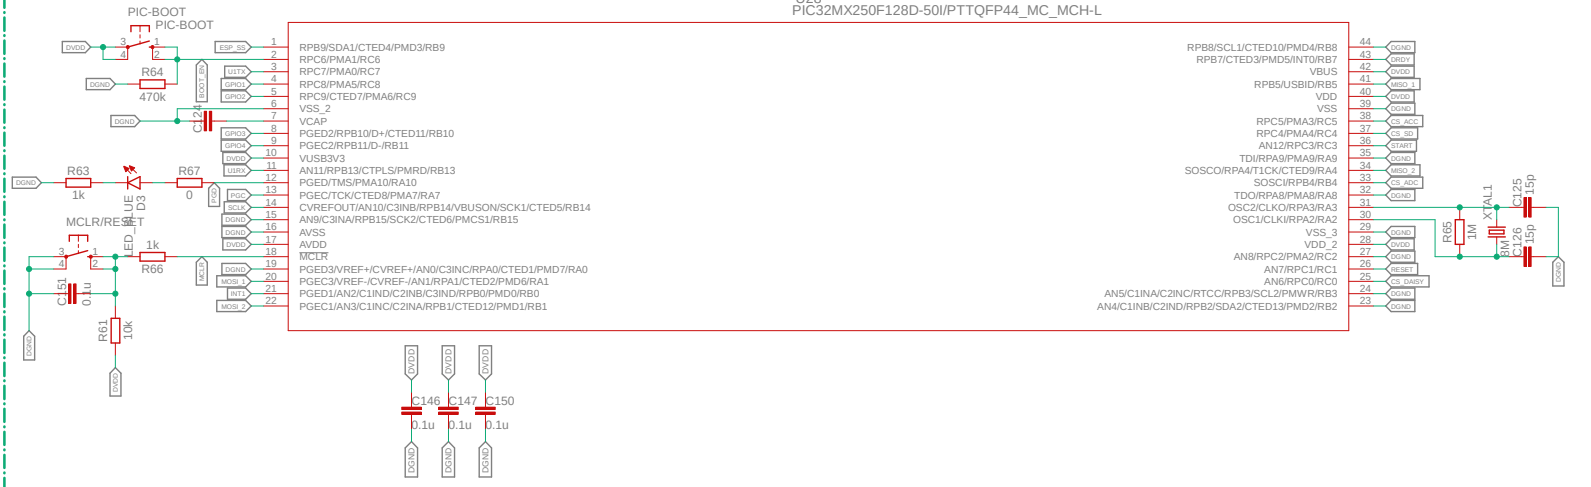 PIC32MX250F128D-50I/PTTQFP44_MC_MCH-L
PIC-BOOT
PIC-BOOT
DVDD
3
1
4
2
R64
470k
DGND
BOOT_EN
DGND
C124
ESP_SS 1 RPB9/SDA1/CTED4/PMD3/RB9
2 RPC6/PMA1/RC6
U1TX 3 RPC7/PMA0/RC7
GPIO1 4 RPC8/PMA5/RC8
GPIO2 5 RPC9/CTED7/PMA6/RC9
6 VSS_2
7 VCAP
GPIO3 8 PGED2/RPB10/D+/CTED11/RB10
GPIO4 9 PGEC2/RPB11/D-/RB11
DVDD 10 VUSB3V3
U1RX 11 AN11/RPB13/CTPLS/PMRD/RB13
12 PGED/TMS/PMA10/RA10
PGC 13 PGEC/TCK/CTED8/PMA7/RA7
SCLK 14 CVREFOUT/AN10/C3INB/RPB14/VBUSON/SCK1/CTED5/RB14
DGND 15 AN9/C3INA/RPB15/SCK2/CTED6/PMCS1/RB15
DGND 16 AVSS
DVDD 17 AVDD
18 MCLR
DGND 19 PGED3/VREF+/CVREF+/AN0/C3INC/RPA0/CTED1/PMD7/RA0
MOSI_1 20 PGEC3/VREF-/CVREF-/AN1/RPA1/CTED2/PMD6/RA1
INT1 21 PGED1/AN2/C1IND/C2INB/C3IND/RPB0/PMD0/RB0
MOSI_2 22 PGEC1/AN3/C1INC/C2INA/RPB1/CTED12/PMD1/RB1
DGND
R63
1k
LED_BLUE
D3
R67
0
PGD
MCLR/RESET
3
1
4
2
1k
R66
MCLR
C151
0.1u
R61
10k
DGND
DVDD
RPB8/SCL1/CTED10/PMD4/RB8 44 DGND
RPB7/CTED3/PMD5/INT0/RB7 43 DRDY
VBUS 42 DVDD
RPB5/USBID/RB5 41 MISO_1
VDD 40 DVDD
VSS 39 DGND
RPC5/PMA3/RC5 38 CS_ACC
RPC4/PMA4/RC4 37 CS_SD
AN12/RPC3/RC3 36 START
TDI/RPA9/PMA9/RA9 35 DGND
SOSCO/RPA4/T1CK/CTED9/RA4 34 MISO_2
SOSCI/RPB4/RB4 33 CS_ADC
TDO/RPA8/PMA8/RA8 32 DGND
OSC2/CLKO/RPA3/RA3 31
OSC1/CLKI/RPA2/RA2 30
VSS_3 29 DGND
VDD_2 28 DVDD
AN8/RPC2/PMA2/RC2 27 DGND
AN7/RPC1/RC1 26 RESET
AN6/RPC0/RC0 25 CS_DAISY
AN5/C1INA/C2INC/RTCC/RPB3/SCL2/PMWR/RB3 24 DGND
AN4/C1INB/C2IND/RPB2/SDA2/CTED13/PMD2/RB2 23 DGND
R65
1M
XTAL1
8M
C125
15p
C126
15p
DGND
DVDD DVDD DVDD
C146 C147 C150
0.1u 0.1u 0.1u
DGND DGND DGND